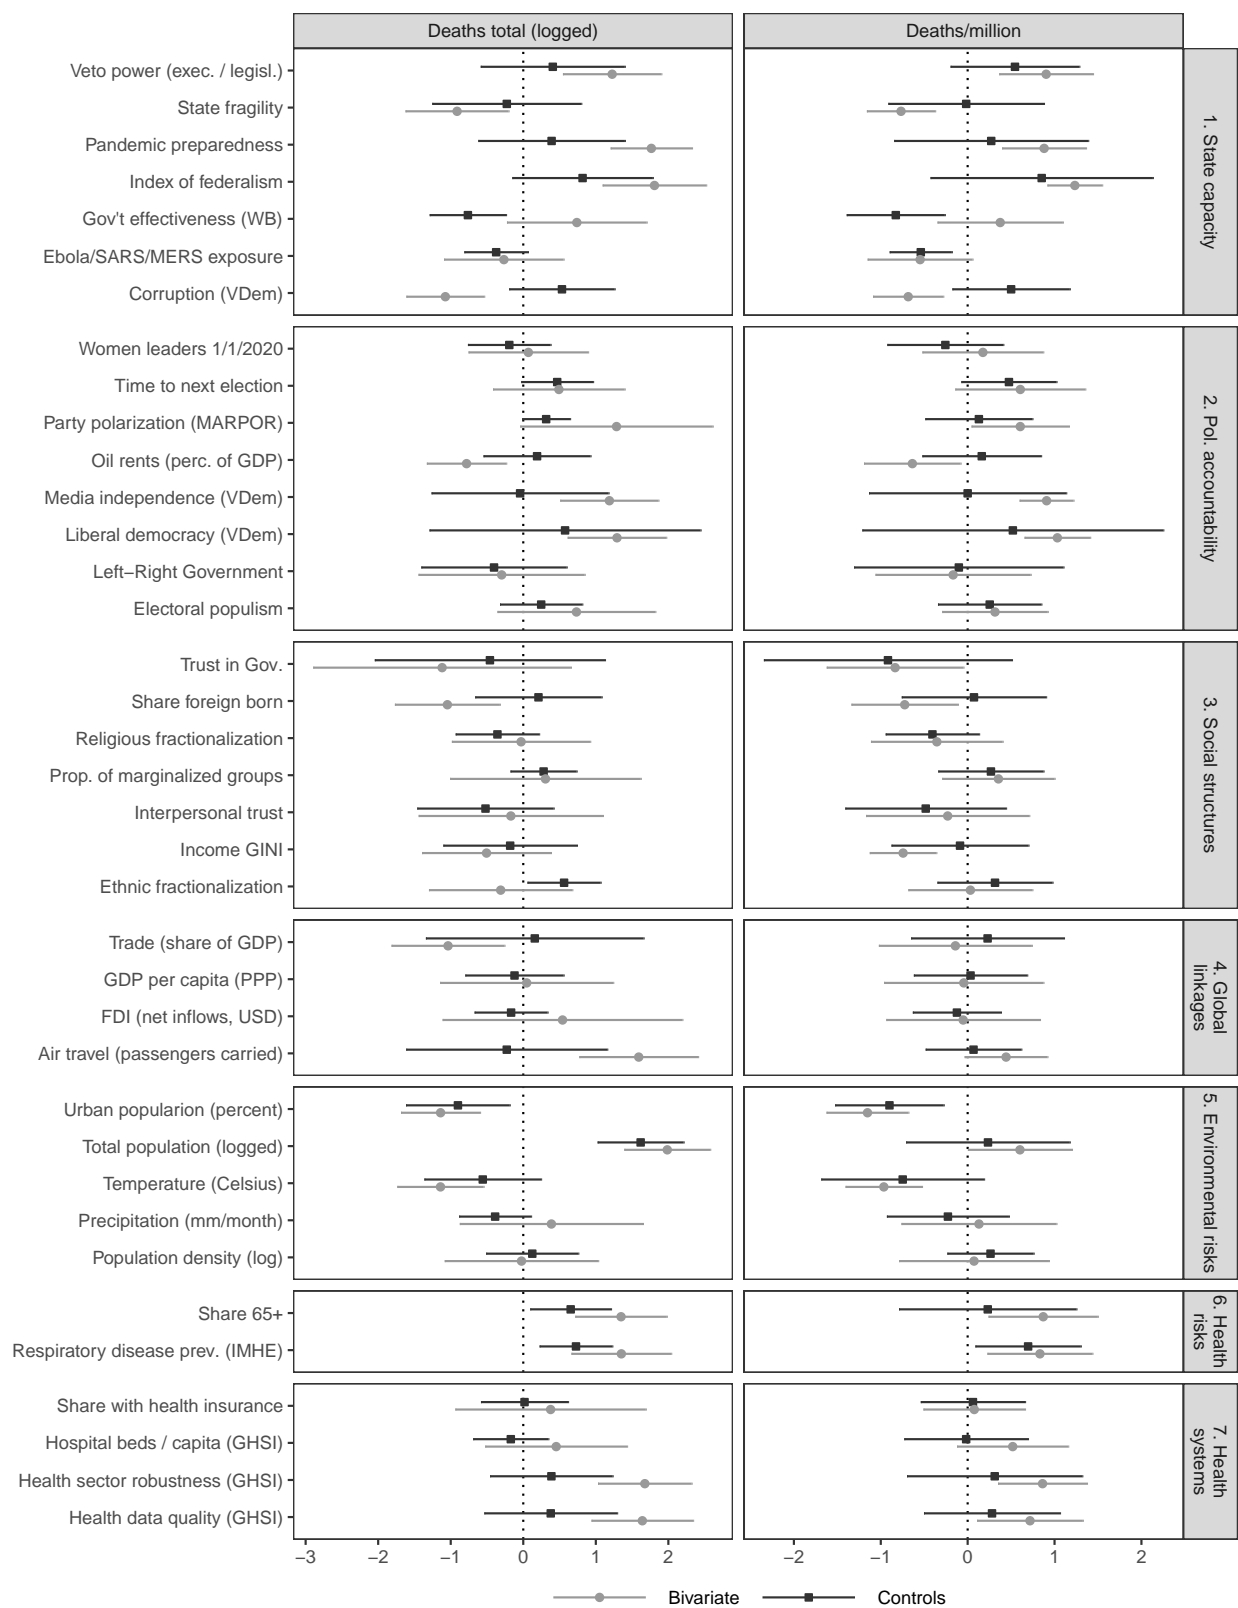 Deaths total (logged)
Deaths/million
Veto power (exec. / legisl.)
State fragility
Pandemic preparedness
Index of federalism
Gov't effectiveness (WB)
Ebola/SARS/MERS exposure
Corruption (VDem)
1. State capacity
Women leaders 1/1/2020
Time to next election
Party polarization (MARPOR)
Oil rents (perc. of GDP)
Media independence (VDem)
Liberal democracy (VDem)
Left−Right Government
Electoral populism
2. Pol. accountability
Trust in Gov.
Share foreign born
Religious fractionalization
Prop. of marginalized groups
Interpersonal trust
Income GINI
Ethnic fractionalization
3. Social structures
Trade (share of GDP)
GDP per capita (PPP)
FDI (net inflows, USD)
Air travel (passengers carried)
4. Global
linkages
Urban popularion (percent)
Total population (logged)
Temperature (Celsius)
Precipitation (mm/month)
Population density (log)
5. Environmental risks
Share 65+
Respiratory disease prev. (IMHE)
6. Health
risks
Share with health insurance
Hospital beds / capita (GHSI)
Health sector robustness (GHSI)
Health data quality (GHSI)
7. Health
systems
−3 −2 −1 0 1 2
−2 −1 0 1 2
Bivariate Controls